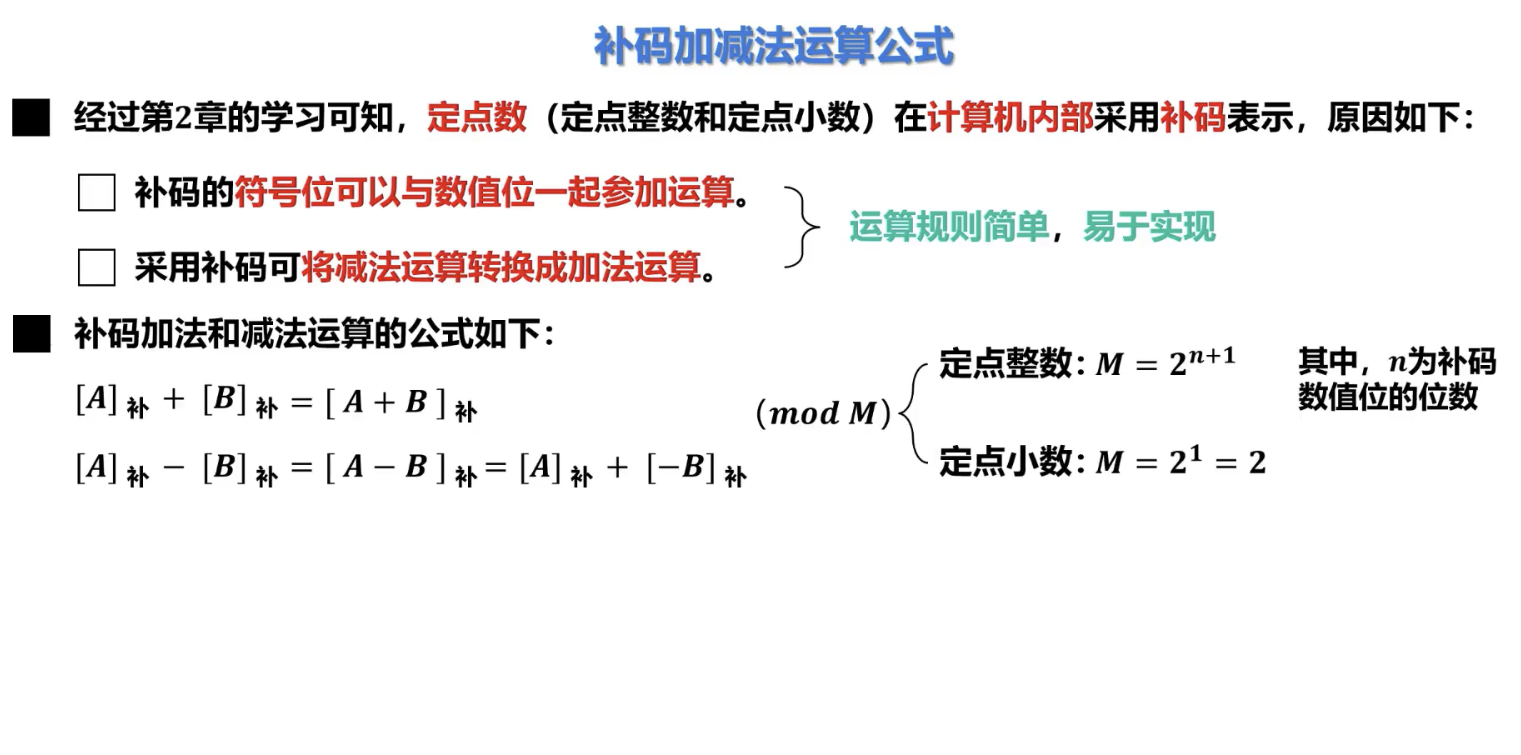 补码加减法运算公式
经过第2章的学习可知，定点数（定点整数和定点小数）在计算机内部采用补码表示，原因如下：
补码的符号位可以与数值位一起参加运算。
采用补码可将减法运算转换成加法运算。
运算规则简单，易于实现
补码加法和减法运算的公式如下：
[A]补 + [B]补 = [ A + B ]补
[A]补 − [B]补 = [ A − B ]补 = [A]补 + [−B]补
(mod M)
定点整数: M = 2^{n+1}
定点小数: M = 2^1 = 2
其中，n为补码
数值位的位数